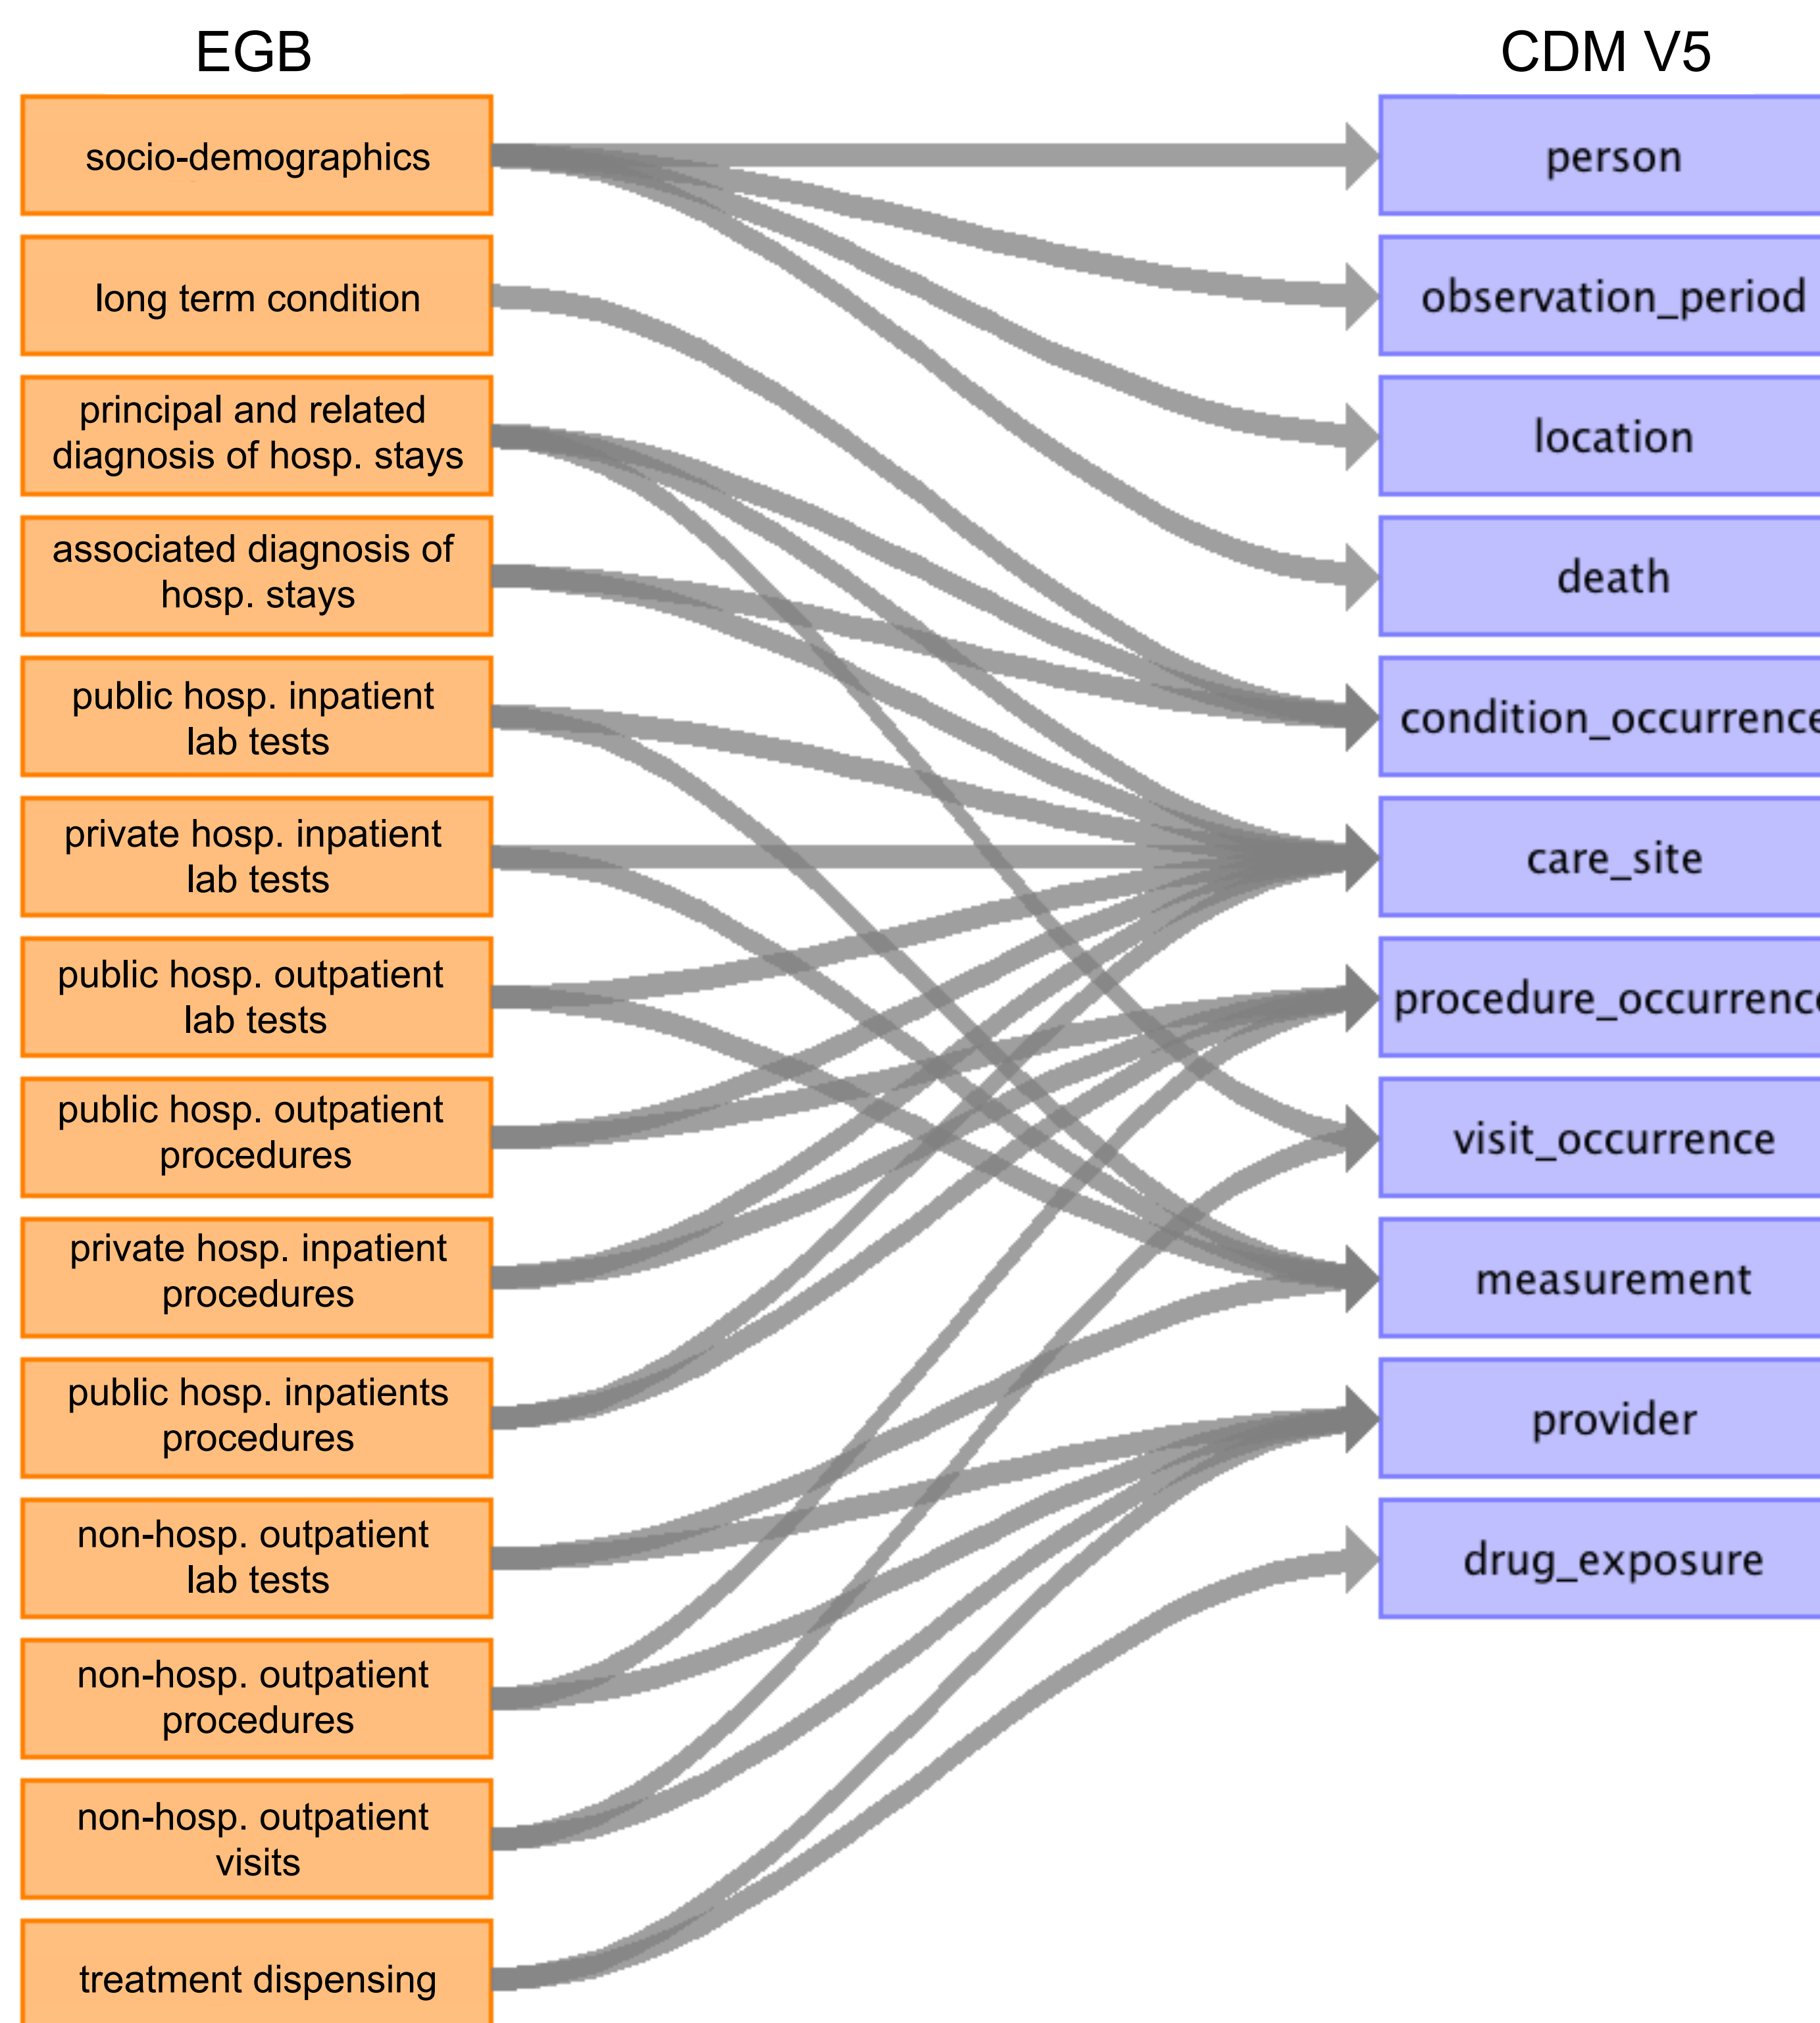 EGB
CDM V5
socio-demographics
person
long term condition
observation_period
principal and related
diagnosis of hosp. stays
location
associated diagnosis of
hosp. stays
death
public hosp. inpatient
lab tests
condition_occurrence
private hosp. inpatient
lab tests
care_site
public hosp. outpatient
lab tests
procedure_occurrence
public hosp. outpatient
procedures
visit_occurrence
private hosp. inpatient
procedures
measurement
public hosp. inpatients
procedures
provider
non-hosp. outpatient
lab tests
drug_exposure
non-hosp. outpatient
procedures
non-hosp. outpatient
visits
treatment dispensing